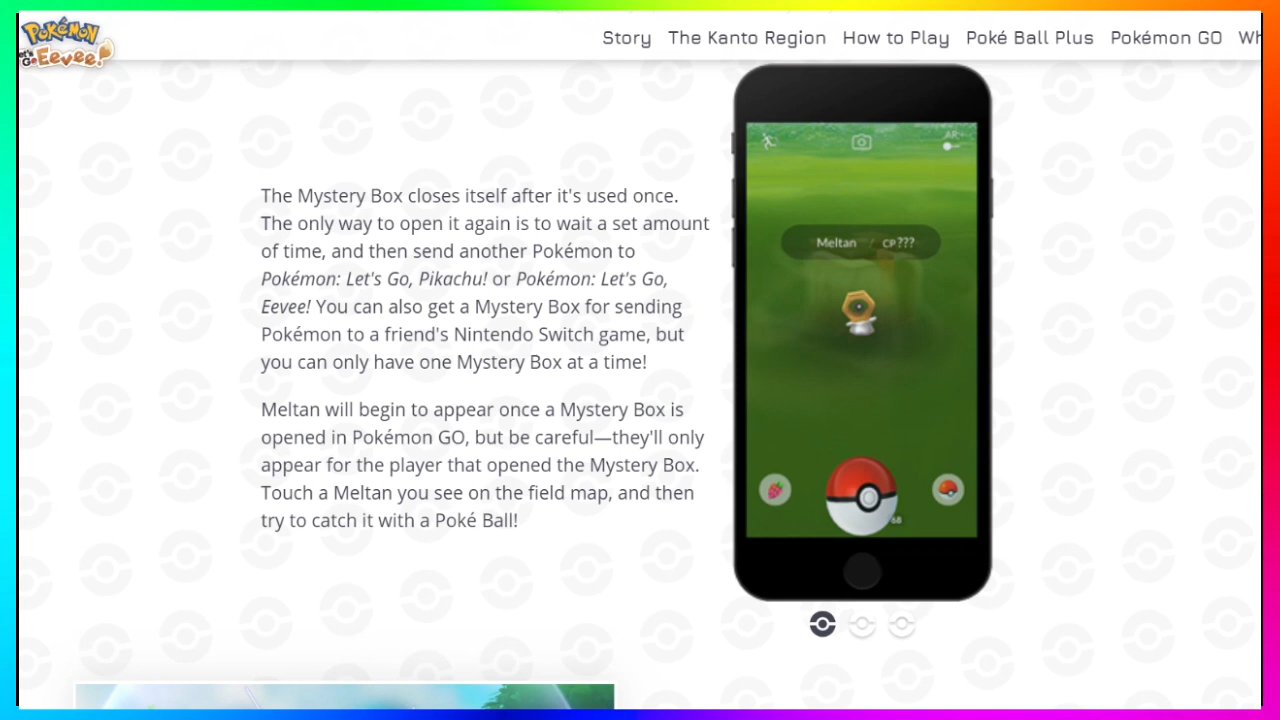 POKéMON
Let's Go Eevee!
Story The Kanto Region How to Play Poké Ball Plus Pokémon GO Wh
The Mystery Box closes itself after it's used once.
The only way to open it again is to wait a set amount
of time, and then send another Pokémon to
Pokémon: Let's Go, Pikachu! or Pokémon: Let's Go,
Eevee! You can also get a Mystery Box for sending
Pokémon to a friend's Nintendo Switch game, but
you can only have one Mystery Box at a time!
Meltan will begin to appear once a Mystery Box is
opened in Pokémon GO, but be careful—they'll only
appear for the player that opened the Mystery Box.
Touch a Meltan you see on the field map, and then
try to catch it with a Poké Ball!
AR
Meltan / CP???
68